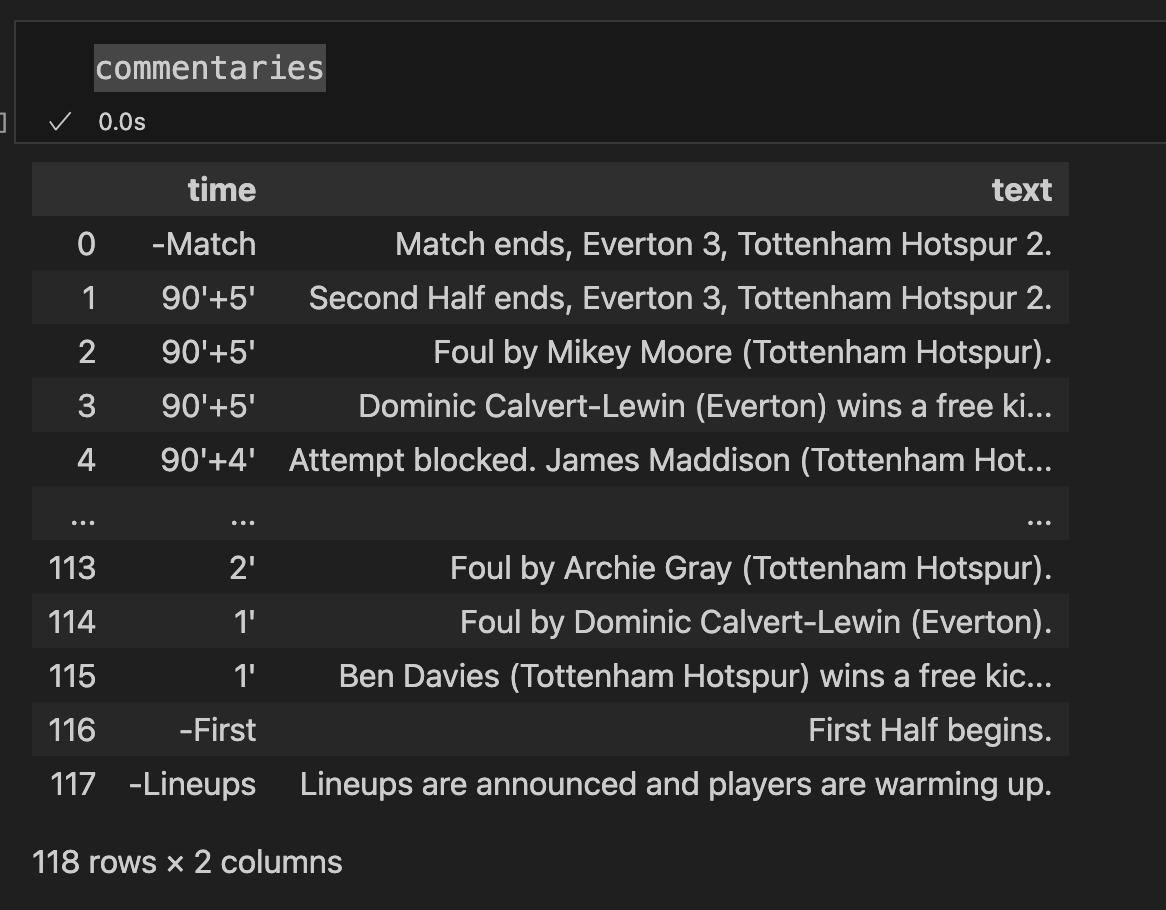 commentaries
] ✓ 0.0s
time text
0 -Match Match ends, Everton 3, Tottenham Hotspur 2.
1 90'+5' Second Half ends, Everton 3, Tottenham Hotspur 2.
2 90'+5' Foul by Mikey Moore (Tottenham Hotspur).
3 90'+5' Dominic Calvert-Lewin (Everton) wins a free ki...
4 90'+4' Attempt blocked. James Maddison (Tottenham Hot...
... ... ...
113 2' Foul by Archie Gray (Tottenham Hotspur).
114 1' Foul by Dominic Calvert-Lewin (Everton).
115 1' Ben Davies (Tottenham Hotspur) wins a free kic...
116 -First First Half begins.
117 -Lineups Lineups are announced and players are warming up.
118 rows × 2 columns